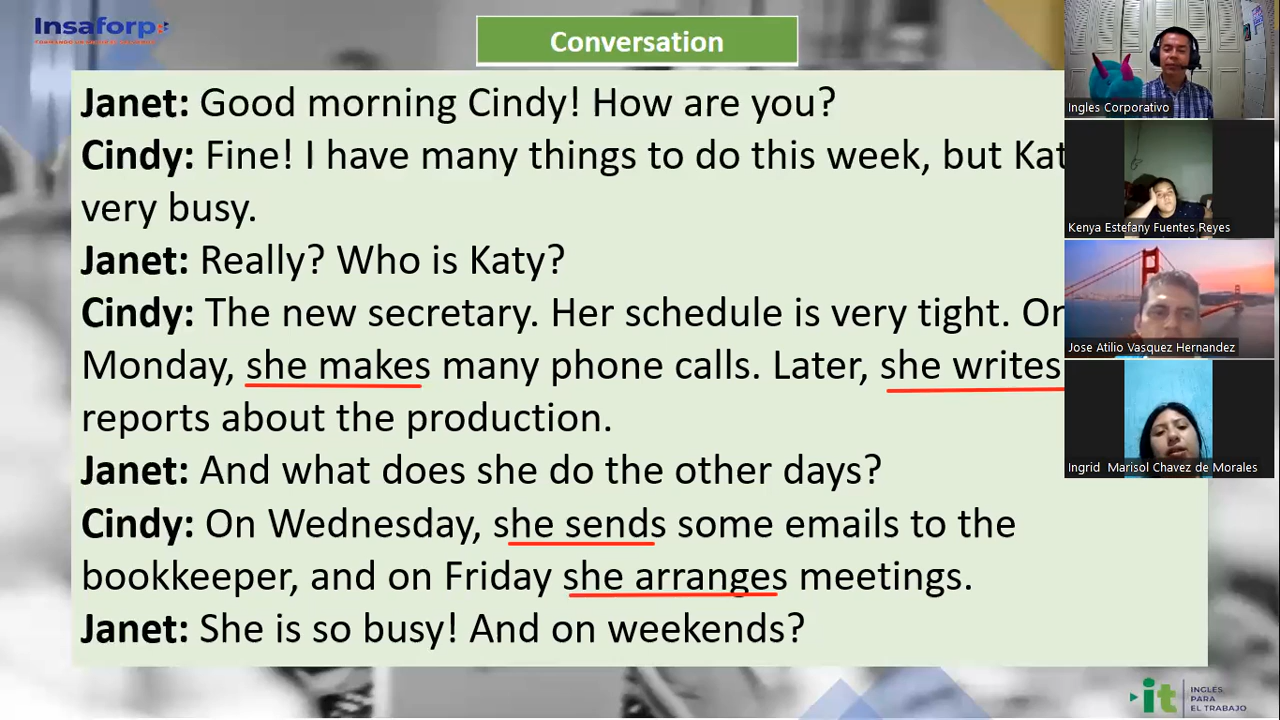 Insaforp
Conversation
Janet: Good morning Cindy! How are you?
Cindy: Fine! I have many things to do this week, but Kat
very busy.
Janet: Really? Who is Katy?
Cindy: The new secretary. Her schedule is very tight. On
Monday, she makes many phone calls. Later, she writes
reports about the production.
Janet: And what does she do the other days?
Cindy: On Wednesday, she sends some emails to the
bookkeeper, and on Friday she arranges meetings.
Janet: She is so busy! And on weekends?
Ingles Corporativo
Kenya Estefany Fuentes Reyes
Jose Atilio Vasquez Hernandez
Ingrid Marisol Chavez de Morales
it
INGLÉS
PARA
EL TRABAJO